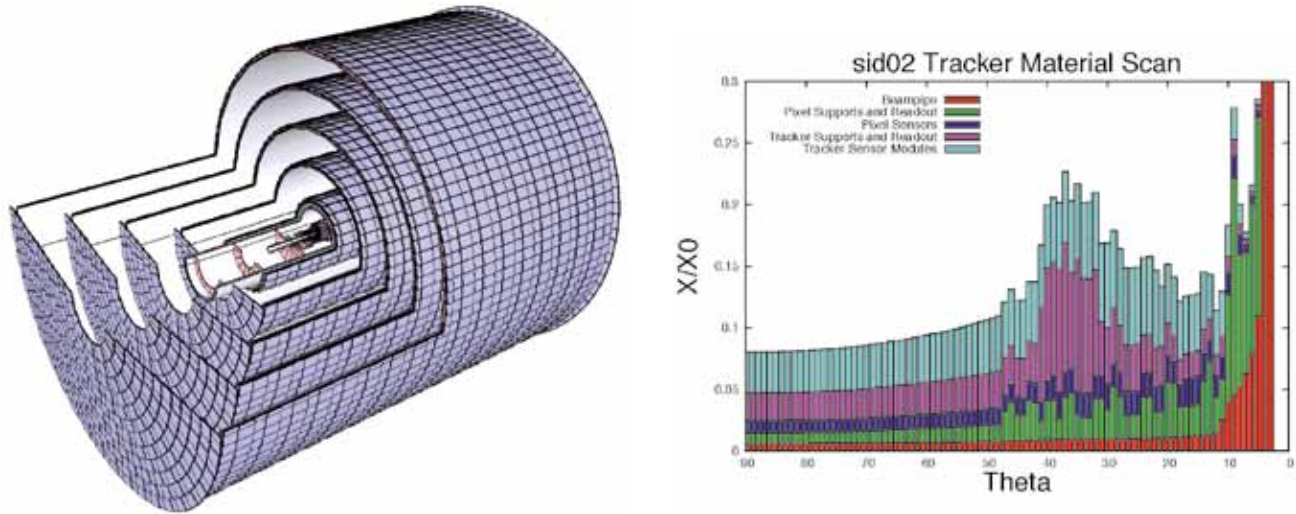 sid02 Tracker Material Scan
0.3
0.25
0.2
0.15
0.1
0.05
0
X/X0
Beampipe
Pixel Supports and Readout
Pixel Sensors
Tracker Supports and Readout
Tracker Sensor Modules
90 80 70 60 50 40 30 20 10 0
Theta